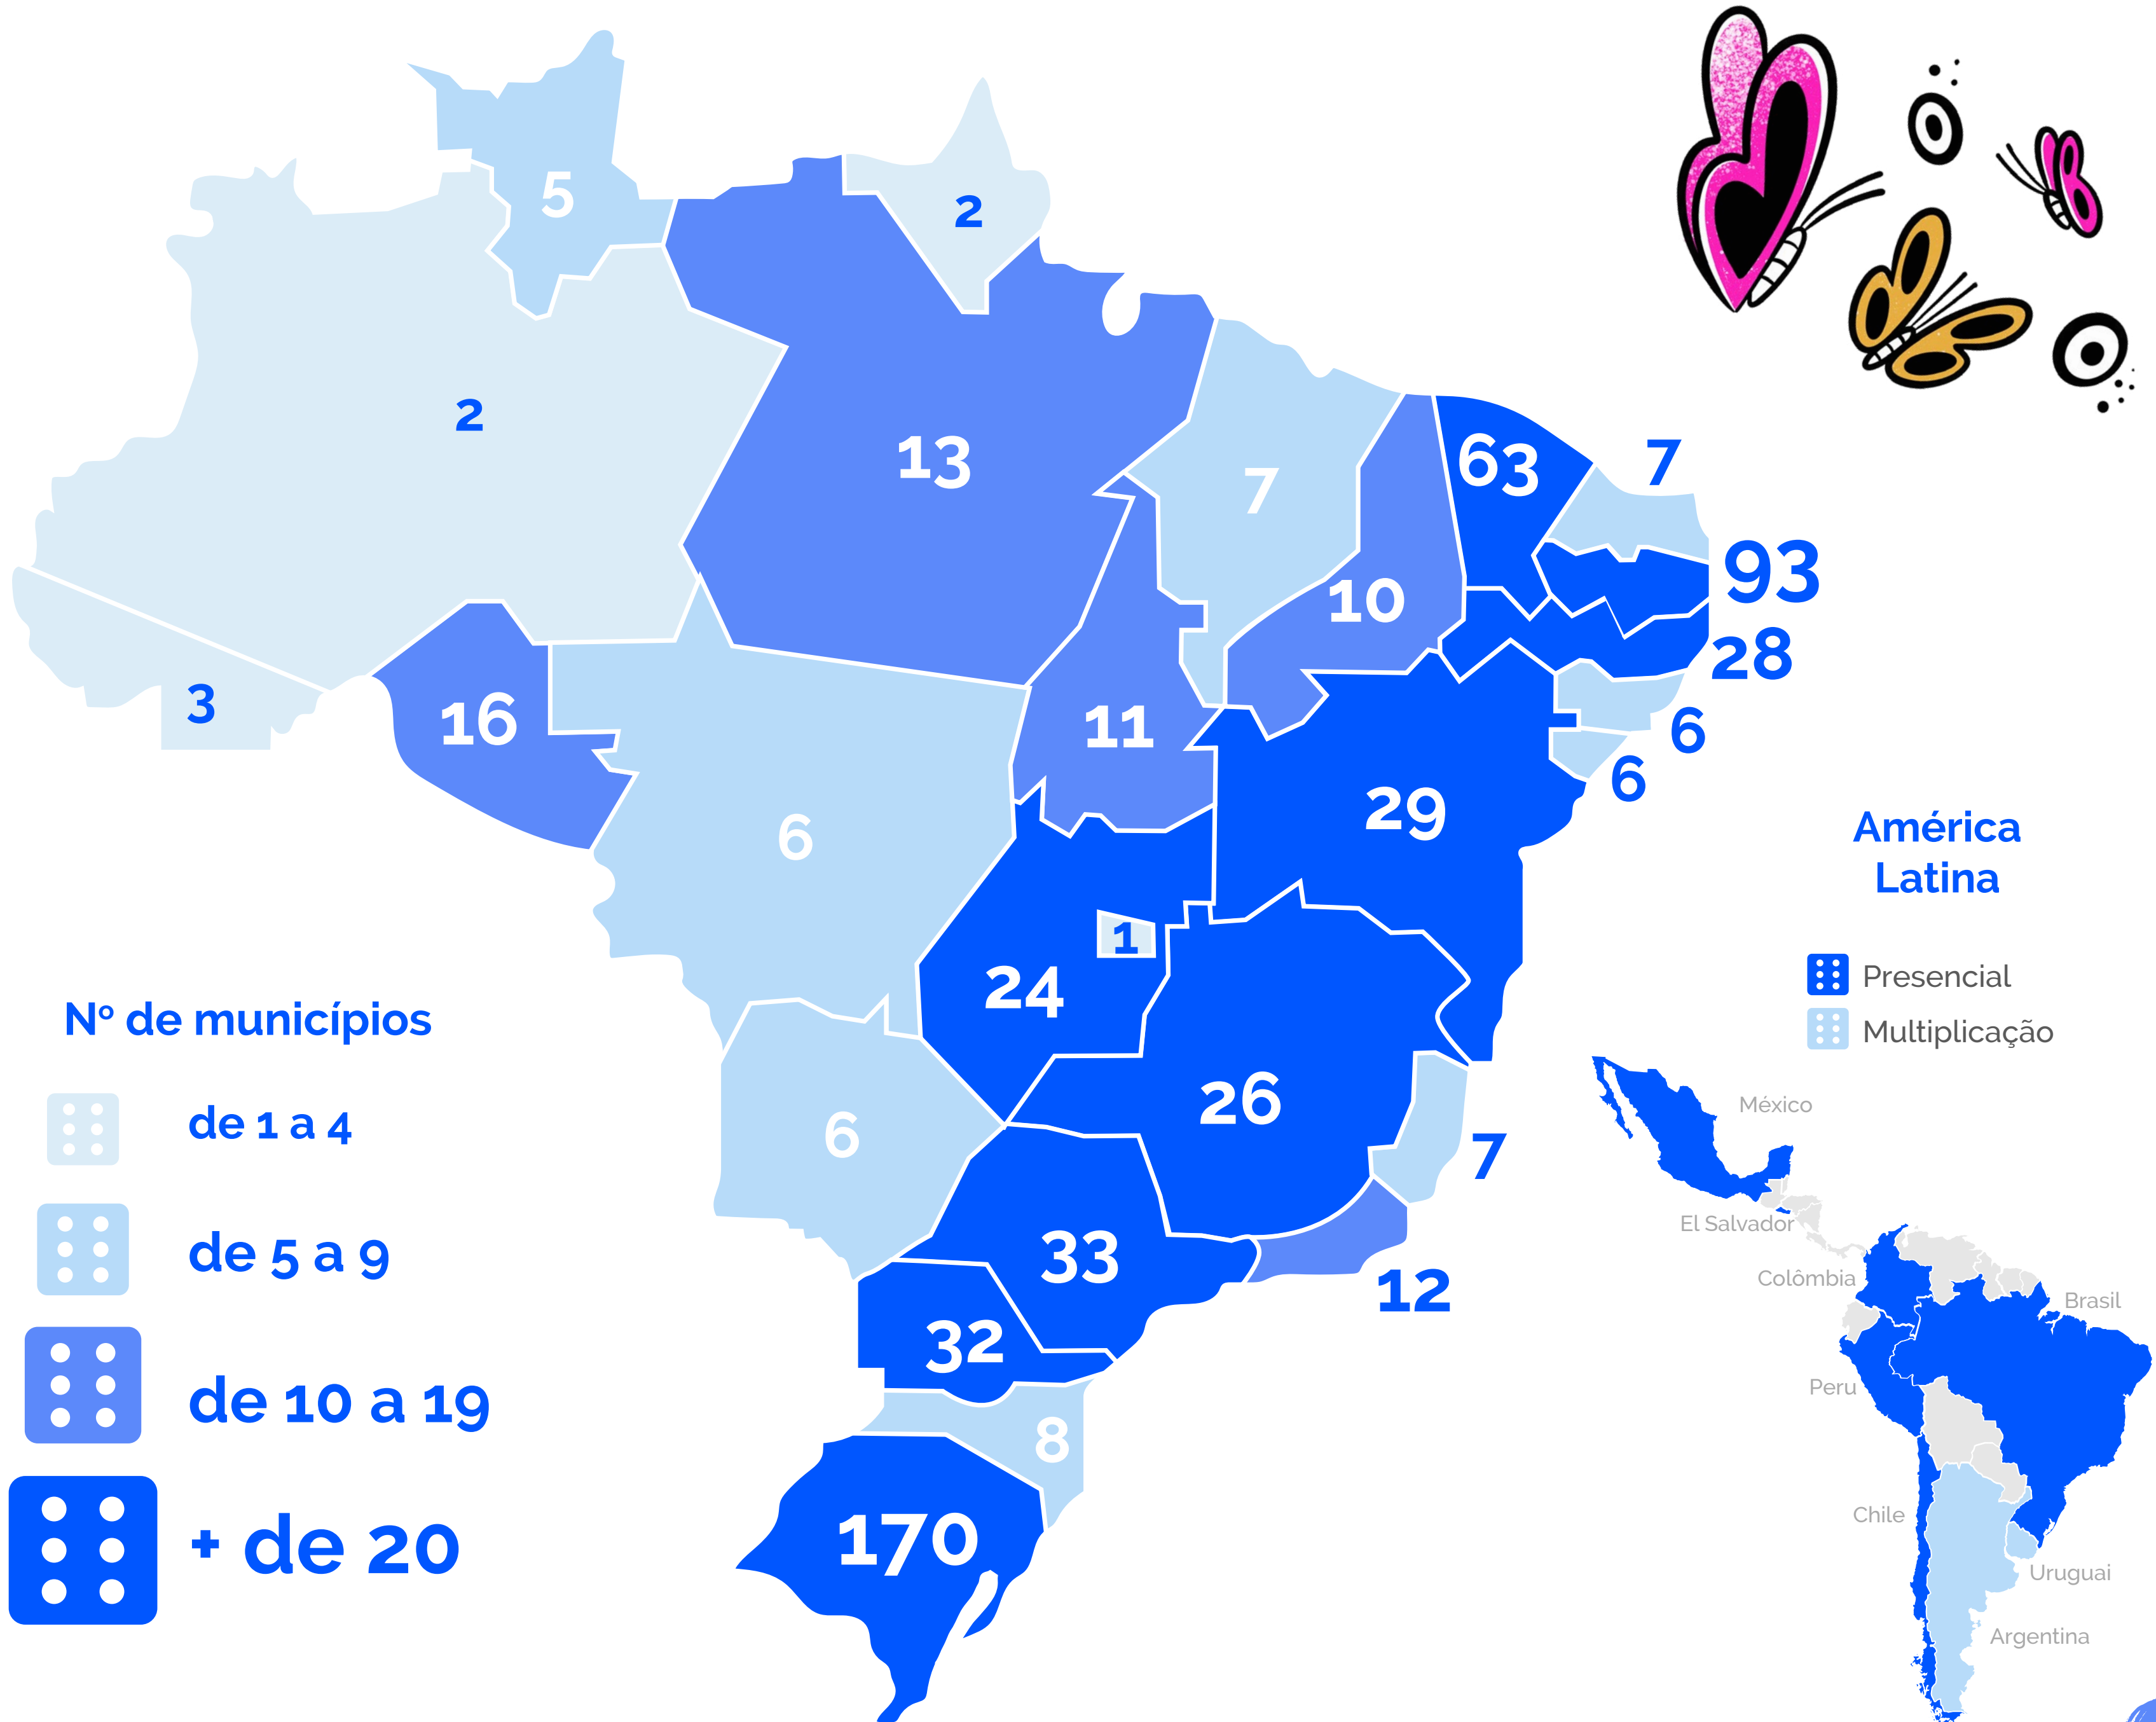 5
2
2
13
7
63
7
93
10
28
3
16
11
6
6
29
6
América
Latina
1
24
Presencial
Multiplicação
Nº de municípios
de 1 a 4
de 5 a 9
de 10 a 19
+ de 20
26
6
7
33
12
32
8
170
México
El Salvador
Colômbia
Brasil
Peru
Chile
Uruguai
Argentina